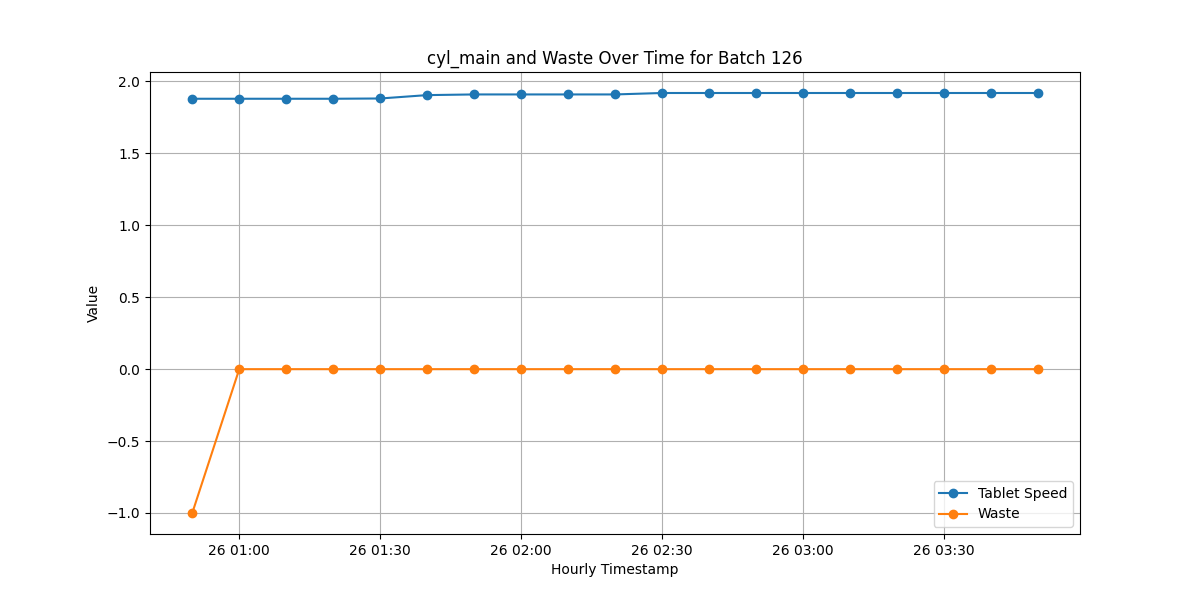 cyl_main and Waste Over Time for Batch 126
Value
2.0
1.5
1.0
0.5
0.0
−0.5
−1.0
Tablet Speed
Waste
26 01:00
26 01:30
26 02:00
26 02:30
26 03:00
26 03:30
Hourly Timestamp